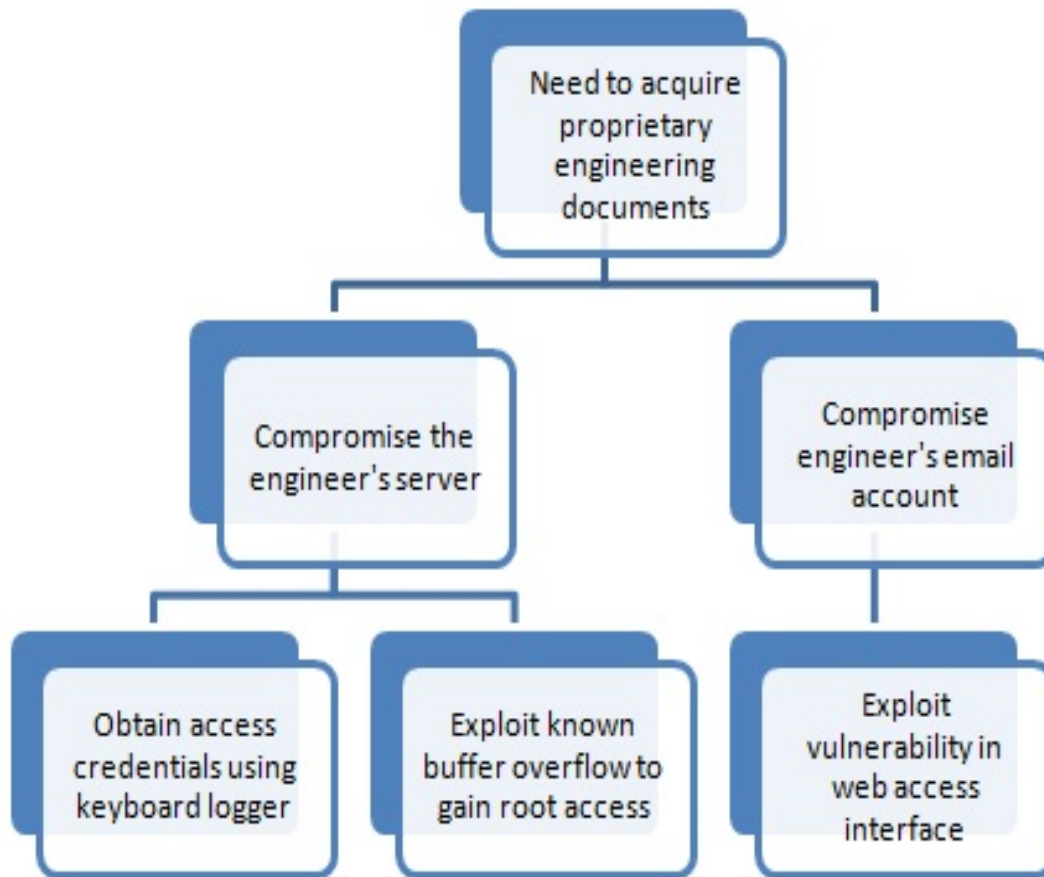 Need to acquire
proprietary
engineering
documents
Compromise the
engineer's server
Compromise
engineer's email
account
Obtain access
credentials using
keyboard logger
Exploit known
buffer overflow to
gain root access
Exploit
vulnerability in
web access
interface